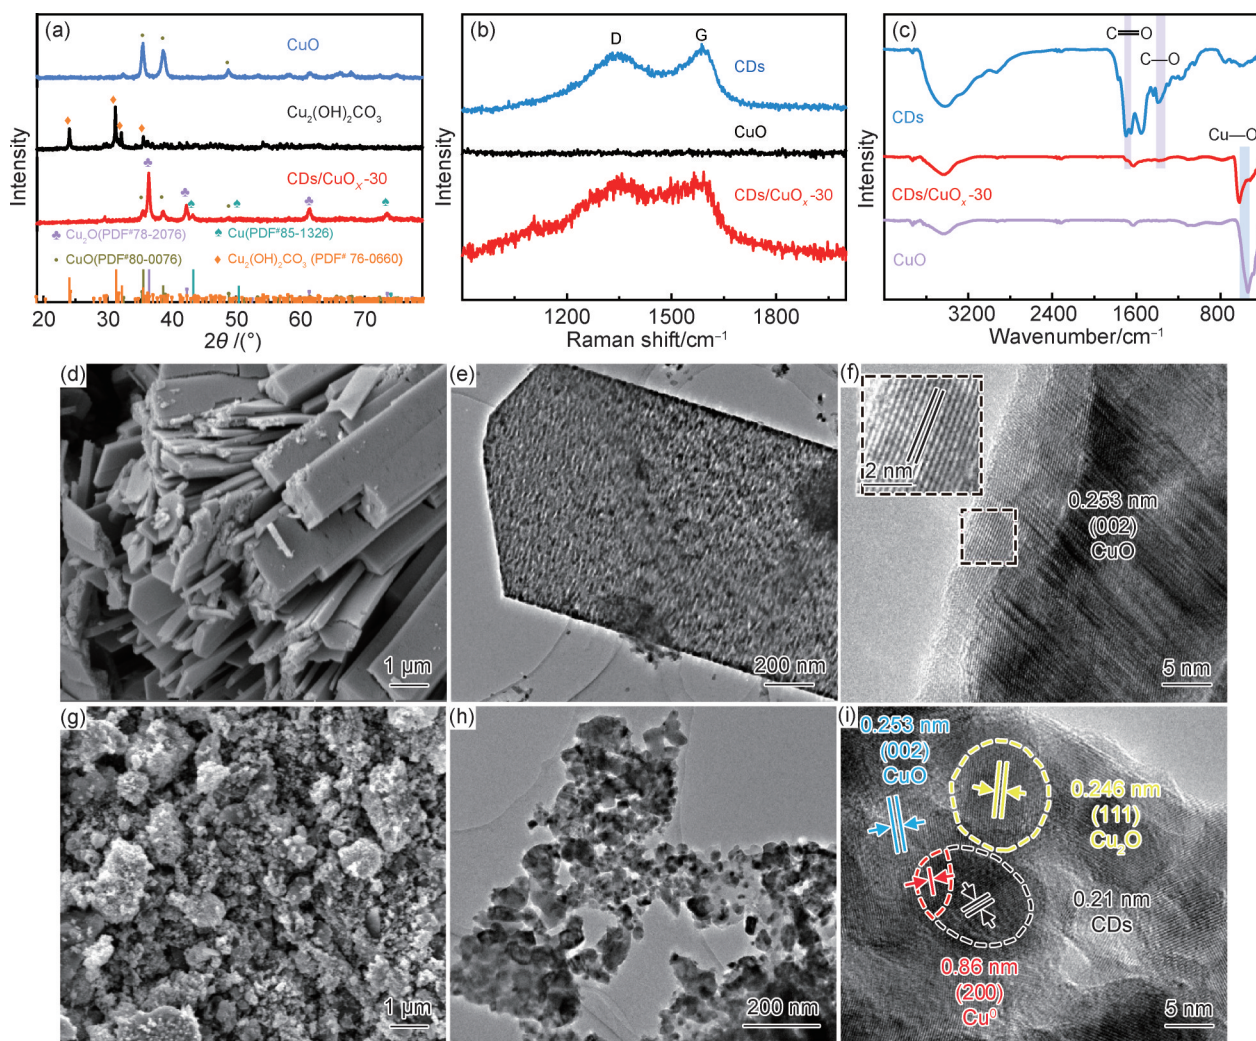 (a)
CuO
Cu2(OH)2CO3
CDs/CuOX-30
♣ Cu2O(PDF#78-2076)
♠ Cu(PDF#85-1326)
• CuO(PDF#80-0076)
♦ Cu2(OH)2CO3 (PDF# 76-0660)
Intensity
20 30 40 50 60 70
2θ /(°)
(b)
D
G
CDs
CuO
CDs/CuOx-30
Intensity
1200 1500 1800
Raman shift/cm−1
(c)
C═O
C—O
CDs
Cu—O
CDs/CuOx-30
CuO
Intensity
3200 2400 1600 800
Wavenumber/cm−1
(d)
1 μm
(e)
200 nm
(f)
2 nm
0.253 nm
(002)
CuO
5 nm
(g)
1 μm
(h)
200 nm
(i)
0.253 nm
(002)
CuO
0.246 nm
(111)
Cu2O
0.21 nm
CDs
0.86 nm
(200)
Cu0
5 nm